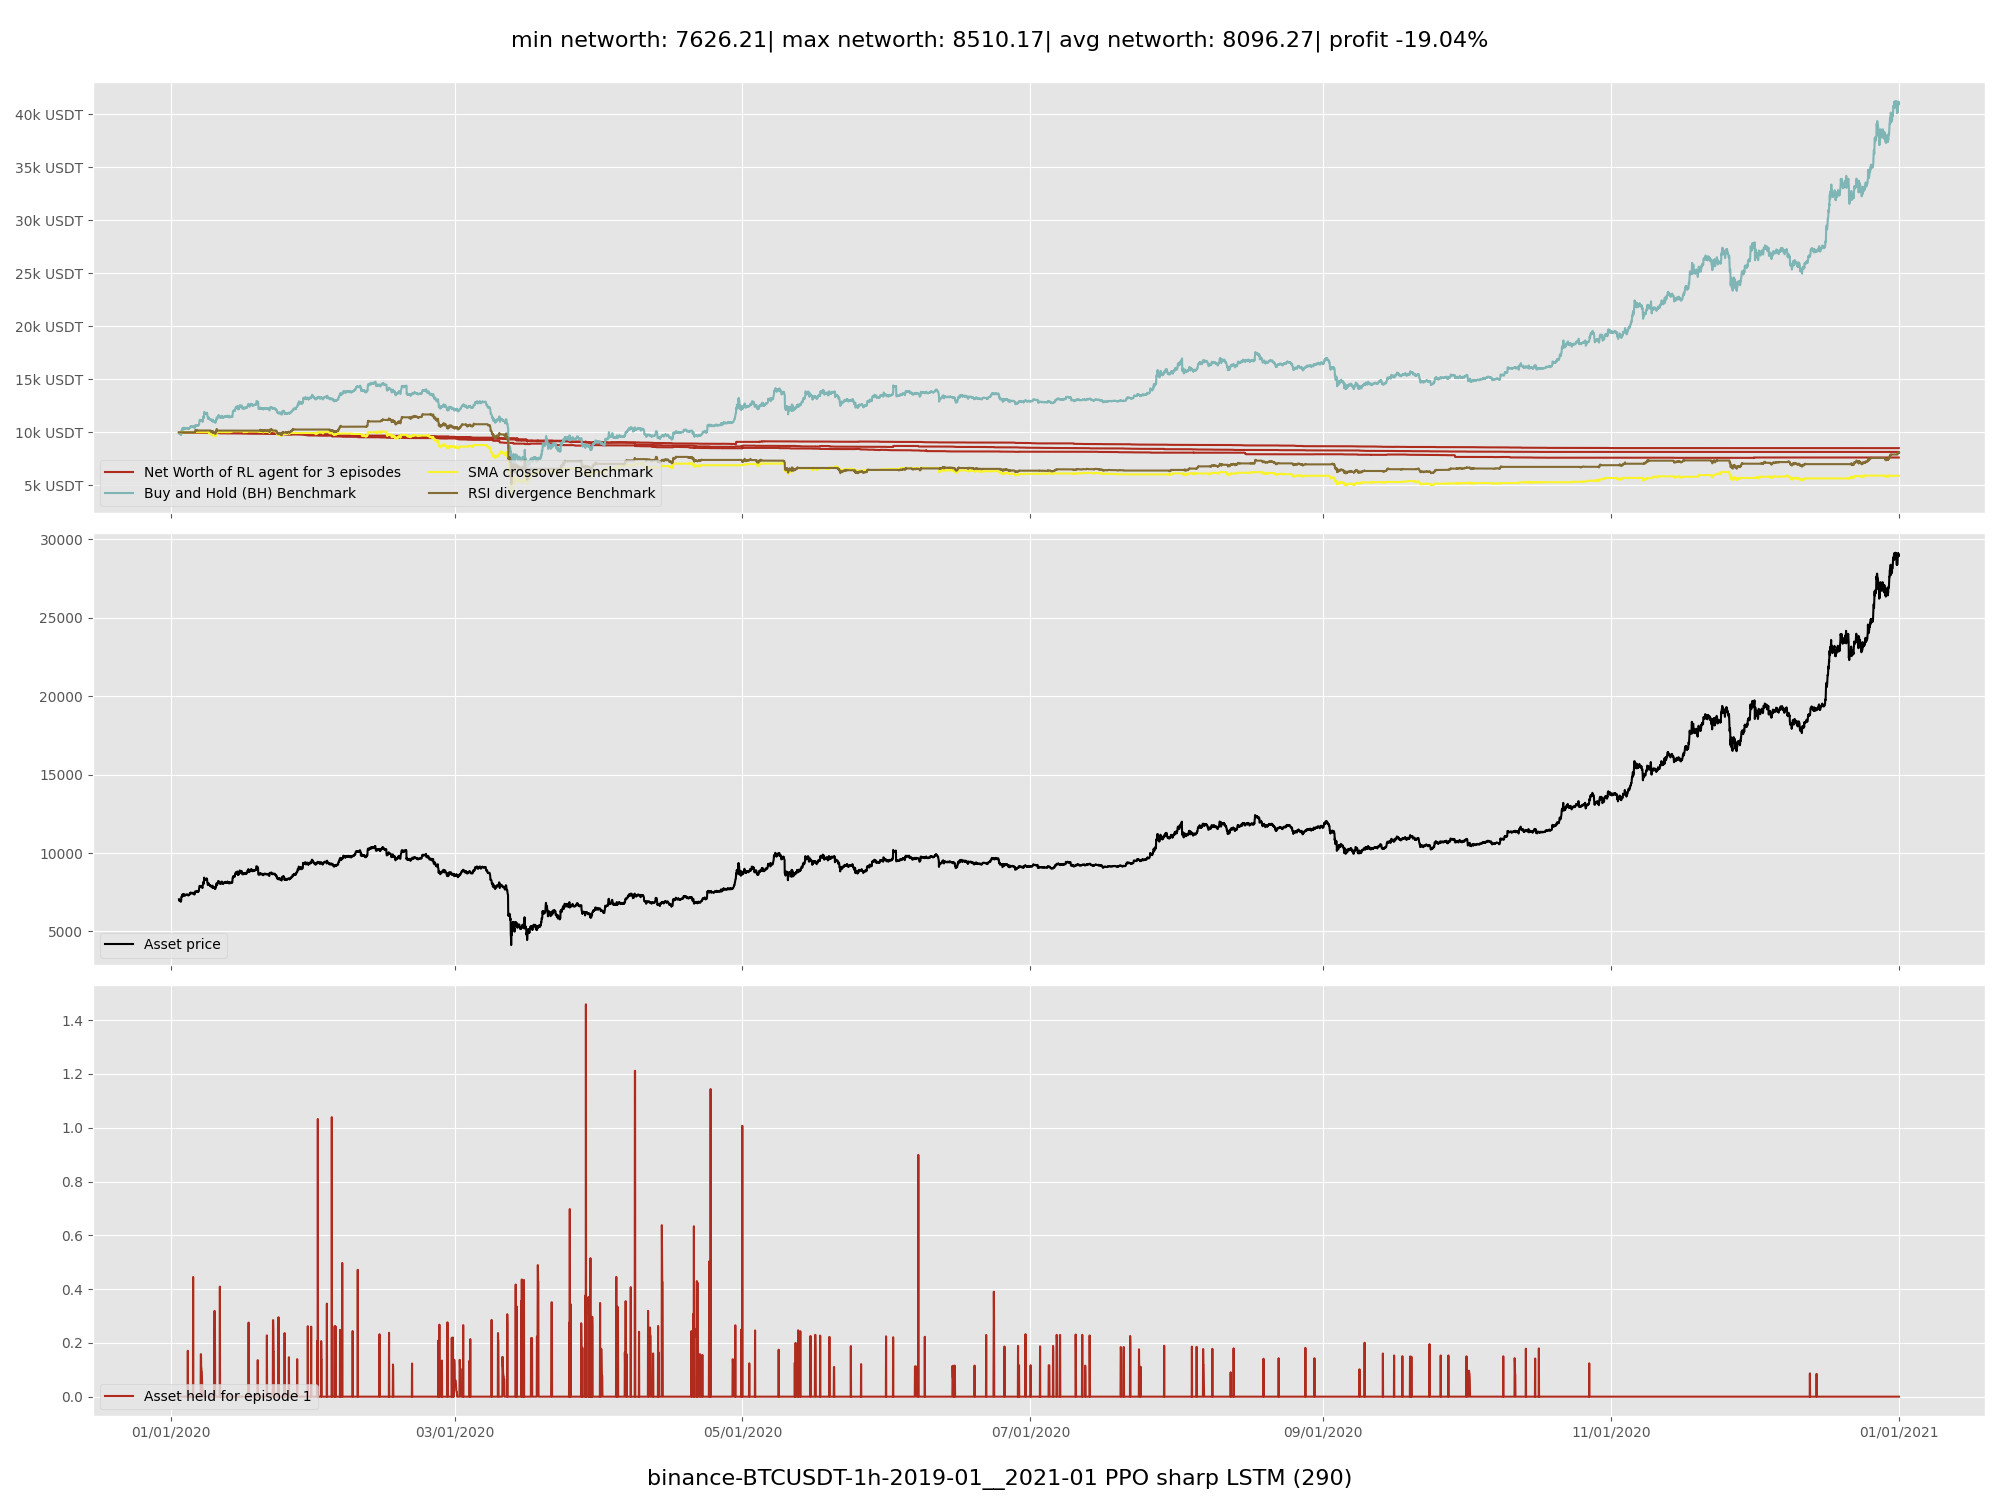 min networth: 7626.21| max networth: 8510.17| avg networth: 8096.27| profit -19.04%
40k USDT
35k USDT
30k USDT
25k USDT
20k USDT
15k USDT
10k USDT
5k USDT
Net Worth of RL agent for 3 episodes
Buy and Hold (BH) Benchmark
SMA crossover Benchmark
RSI divergence Benchmark
30000
25000
20000
15000
10000
5000
Asset price
1.4
1.2
1.0
0.8
0.6
0.4
0.2
0.0
Asset held for episode 1
01/01/2020
03/01/2020
05/01/2020
07/01/2020
09/01/2020
11/01/2020
01/01/2021
binance-BTCUSDT-1h-2019-01__2021-01 PPO sharp LSTM (290)